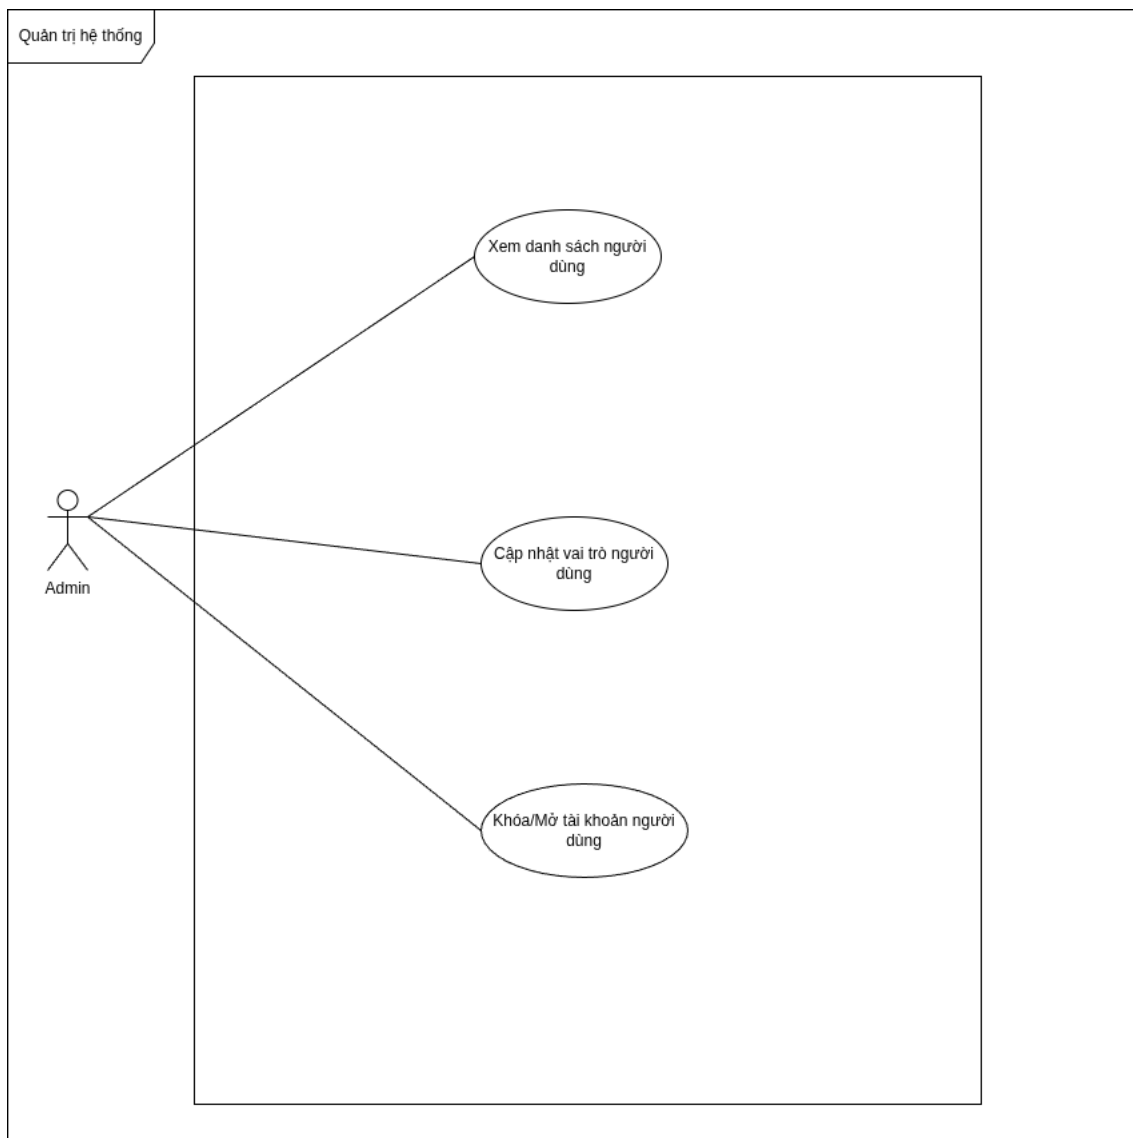 Quản trị hệ thống
Xem danh sách người
dùng
Cập nhật vai trò người
dùng
Admin
Khóa/Mở tài khoản người
dùng